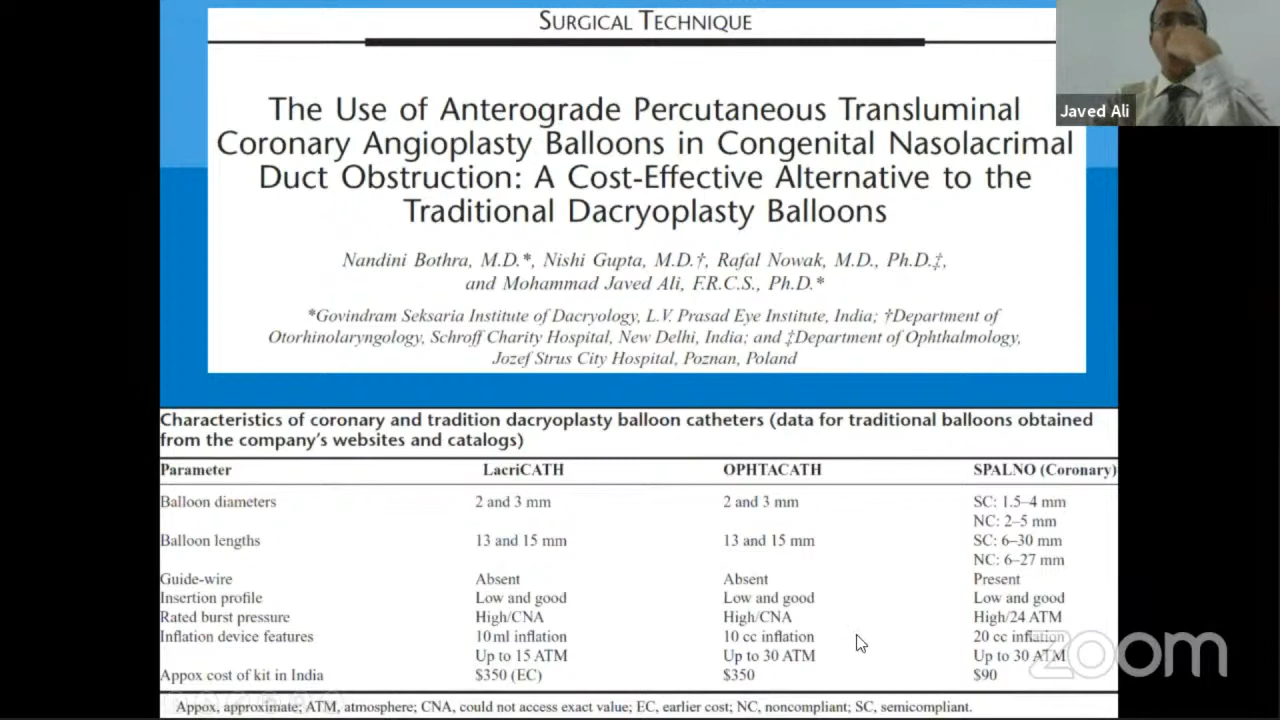 SURGICAL TECHNIQUE
Javed Ali
The Use of Anterograde Percutaneous Transluminal
Coronary Angioplasty Balloons in Congenital Nasolacrimal
Duct Obstruction: A Cost-Effective Alternative to the
Traditional Dacryoplasty Balloons
Nandini Bothra, M.D.*, Nishi Gupta, M.D.†, Rafal Nowak, M.D., Ph.D.‡,
and Mohammad Javed Ali, F.R.C.S., Ph.D.*
*Govindram Seksaria Institute of Dacryology, L.V. Prasad Eye Institute, India; †Department of
Otorhinolaryngology, Schroff Charity Hospital, New Delhi, India; and ‡Department of Ophthalmology,
Jozef Strus City Hospital, Poznan, Poland
Characteristics of coronary and tradition dacryoplasty balloon catheters (data for traditional balloons obtained
from the company's websites and catalogs)
Parameter LacriCATH OPHTACATH SPALNO (Coronary)
Balloon diameters 2 and 3 mm 2 and 3 mm SC: 1.5–4 mm
NC: 2–5 mm
Balloon lengths 13 and 15 mm 13 and 15 mm SC: 6–30 mm
NC: 6–27 mm
Guide-wire Absent Absent Present
Insertion profile Low and good Low and good Low and good
Rated burst pressure High/CNA High/CNA High/24 ATM
Inflation device features 10 ml inflation 10 cc inflation 20 cc inflation
Up to 15 ATM Up to 30 ATM Up to 30 ATM
Appox cost of kit in India $350 (EC) $350 $90
Appox, approximate; ATM, atmosphere; CNA, could not access exact value; EC, earlier cost; NC, noncompliant; SC, semicompliant.
zoom